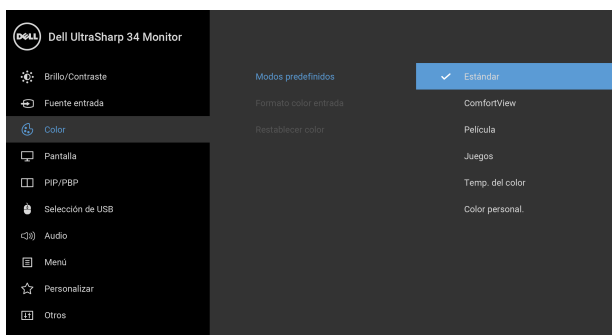 DELL Dell UltraSharp 34 Monitor
Brillo/Contraste
Fuente entrada
Color
Pantalla
PIP/PBP
Selección de USB
Audio
Menú
Personalizar
Otros
Modos predefinidos
Formato color entrada
Restablecer color
Estándar
ComfortView
Película
Juegos
Temp. del color
Color personal.